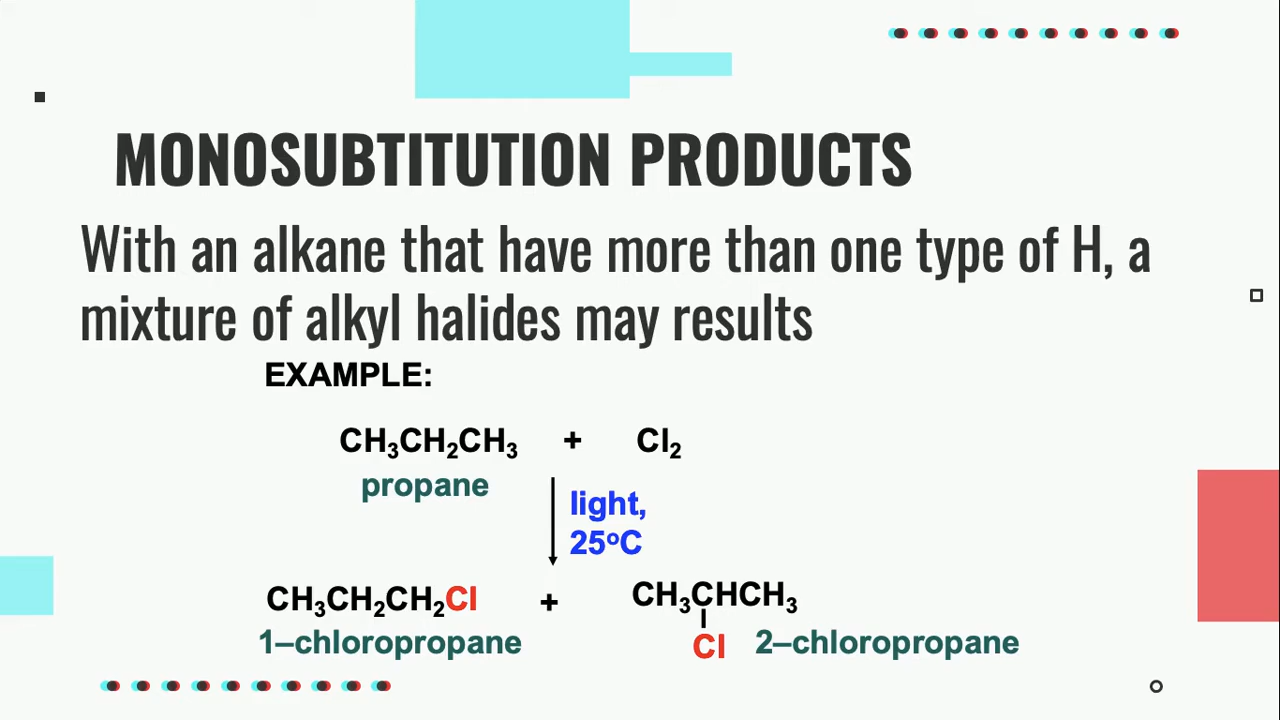 MONOSUBTITUTION PRODUCTS
With an alkane that have more than one type of H, a
mixture of alkyl halides may results
EXAMPLE:
CH₃CH₂CH₃ + Cl₂
propane
light,
25°C
CH₃CH₂CH₂Cl + CH₃CHCH₃
Cl
1–chloropropane 2–chloropropane